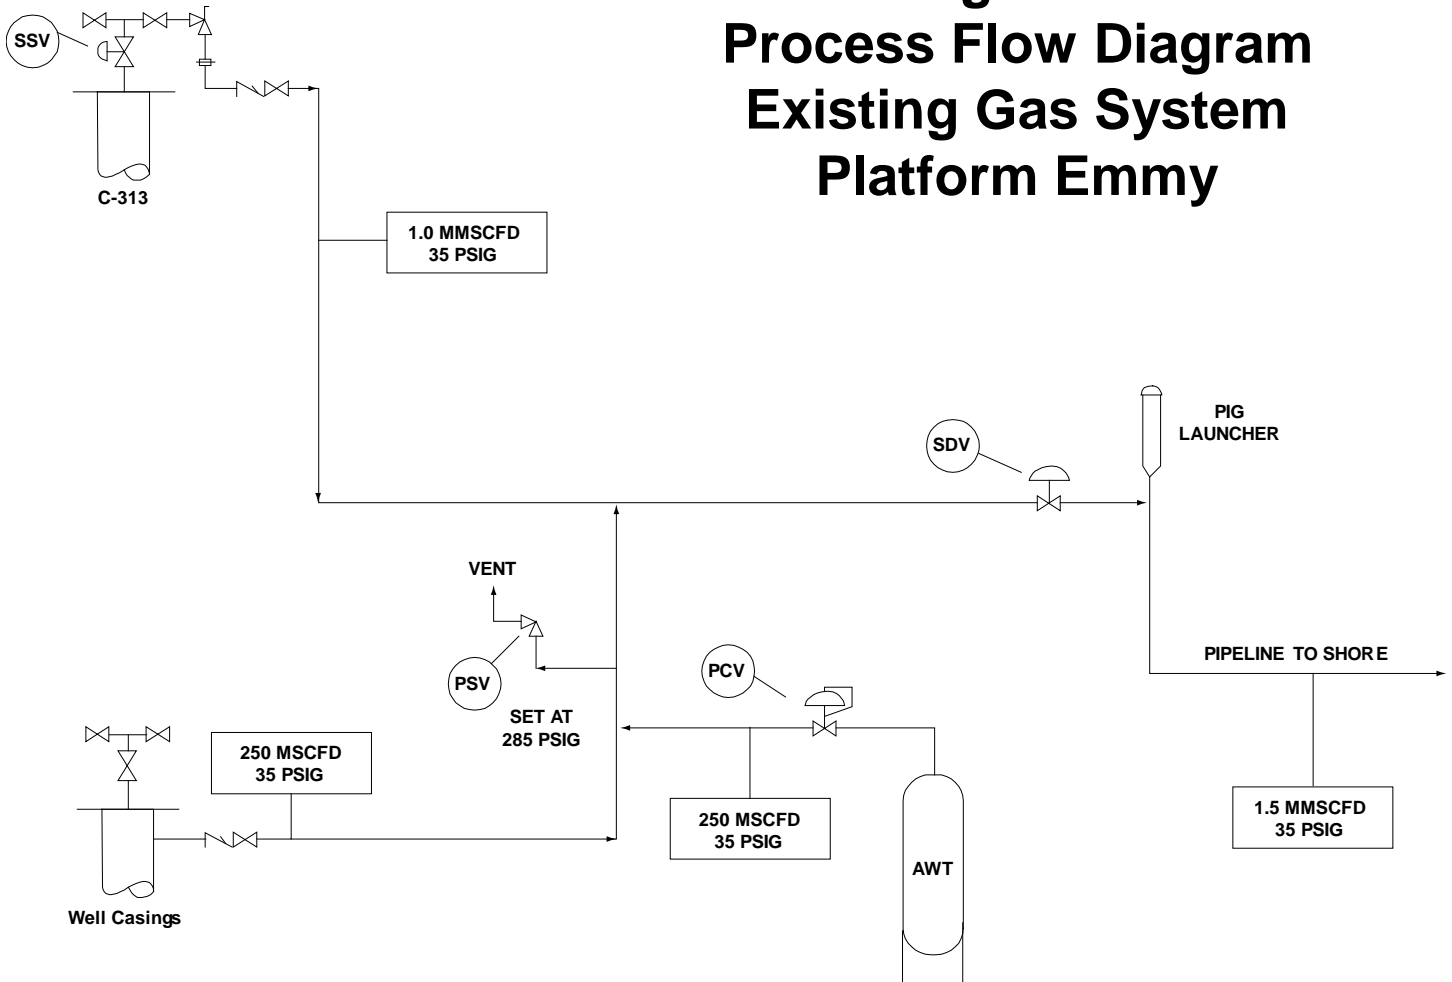 Process Flow Diagram
Existing Gas System
Platform Emmy
SSV
C-313
1.0 MMSCFD
35 PSIG
PIG
LAUNCHER
SDV
VENT
PSV
SET AT
285 PSIG
PCV
PIPELINE TO SHORE
250 MSCFD
35 PSIG
250 MSCFD
35 PSIG
1.5 MMSCFD
35 PSIG
AWT
Well Casings